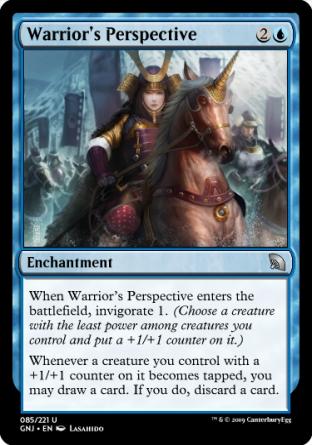 Warrior's Perspective 2
Enchantment
When Warrior's Perspective enters the
battlefield, invigorate 1. (Choose a creature
with the least power among creatures you
control and put a +1/+1 counter on it.)
Whenever a creature you control with a
+1/+1 counter on it becomes tapped, you
may draw a card. If you do, discard a card.
085/221 U
GNJ • EN LASAHIDO
™ & © 2019 CanterburyEgg